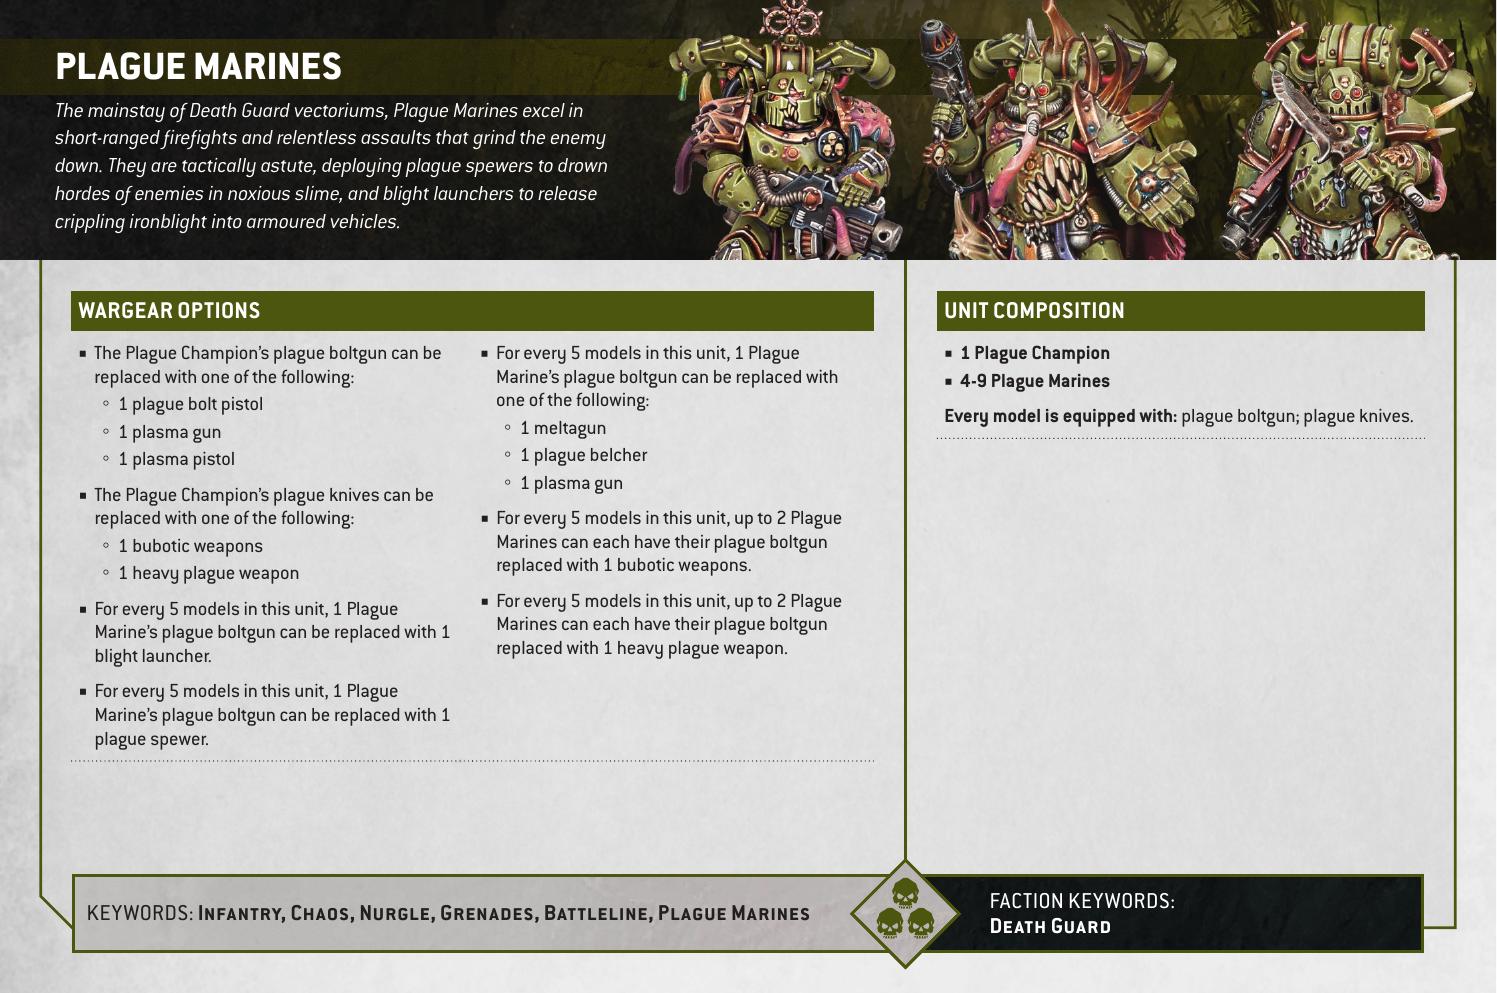 PLAGUE MARINES
The mainstay of Death Guard vectoriums, Plague Marines excel in
short-ranged firefights and relentless assaults that grind the enemy
down. They are tactically astute, deploying plague spewers to drown
hordes of enemies in noxious slime, and blight launchers to release
crippling ironblight into armoured vehicles.
WARGEAR OPTIONS
▪ The Plague Champion’s plague boltgun can be
replaced with one of the following:
◦ 1 plague bolt pistol
◦ 1 plasma gun
◦ 1 plasma pistol
▪ The Plague Champion’s plague knives can be
replaced with one of the following:
◦ 1 bubotic weapons
◦ 1 heavy plague weapon
▪ For every 5 models in this unit, 1 Plague
Marine’s plague boltgun can be replaced with 1
blight launcher.
▪ For every 5 models in this unit, 1 Plague
Marine’s plague boltgun can be replaced with 1
plague spewer.
▪ For every 5 models in this unit, 1 Plague
Marine’s plague boltgun can be replaced with
one of the following:
◦ 1 meltagun
◦ 1 plague belcher
◦ 1 plasma gun
▪ For every 5 models in this unit, up to 2 Plague
Marines can each have their plague boltgun
replaced with 1 bubotic weapons.
▪ For every 5 models in this unit, up to 2 Plague
Marines can each have their plague boltgun
replaced with 1 heavy plague weapon.
UNIT COMPOSITION
▪ 1 Plague Champion
▪ 4-9 Plague Marines
Every model is equipped with: plague boltgun; plague knives.
KEYWORDS: Infantry, Chaos, Nurgle, Grenades, Battleline, Plague Marines
FACTION KEYWORDS:
Death Guard